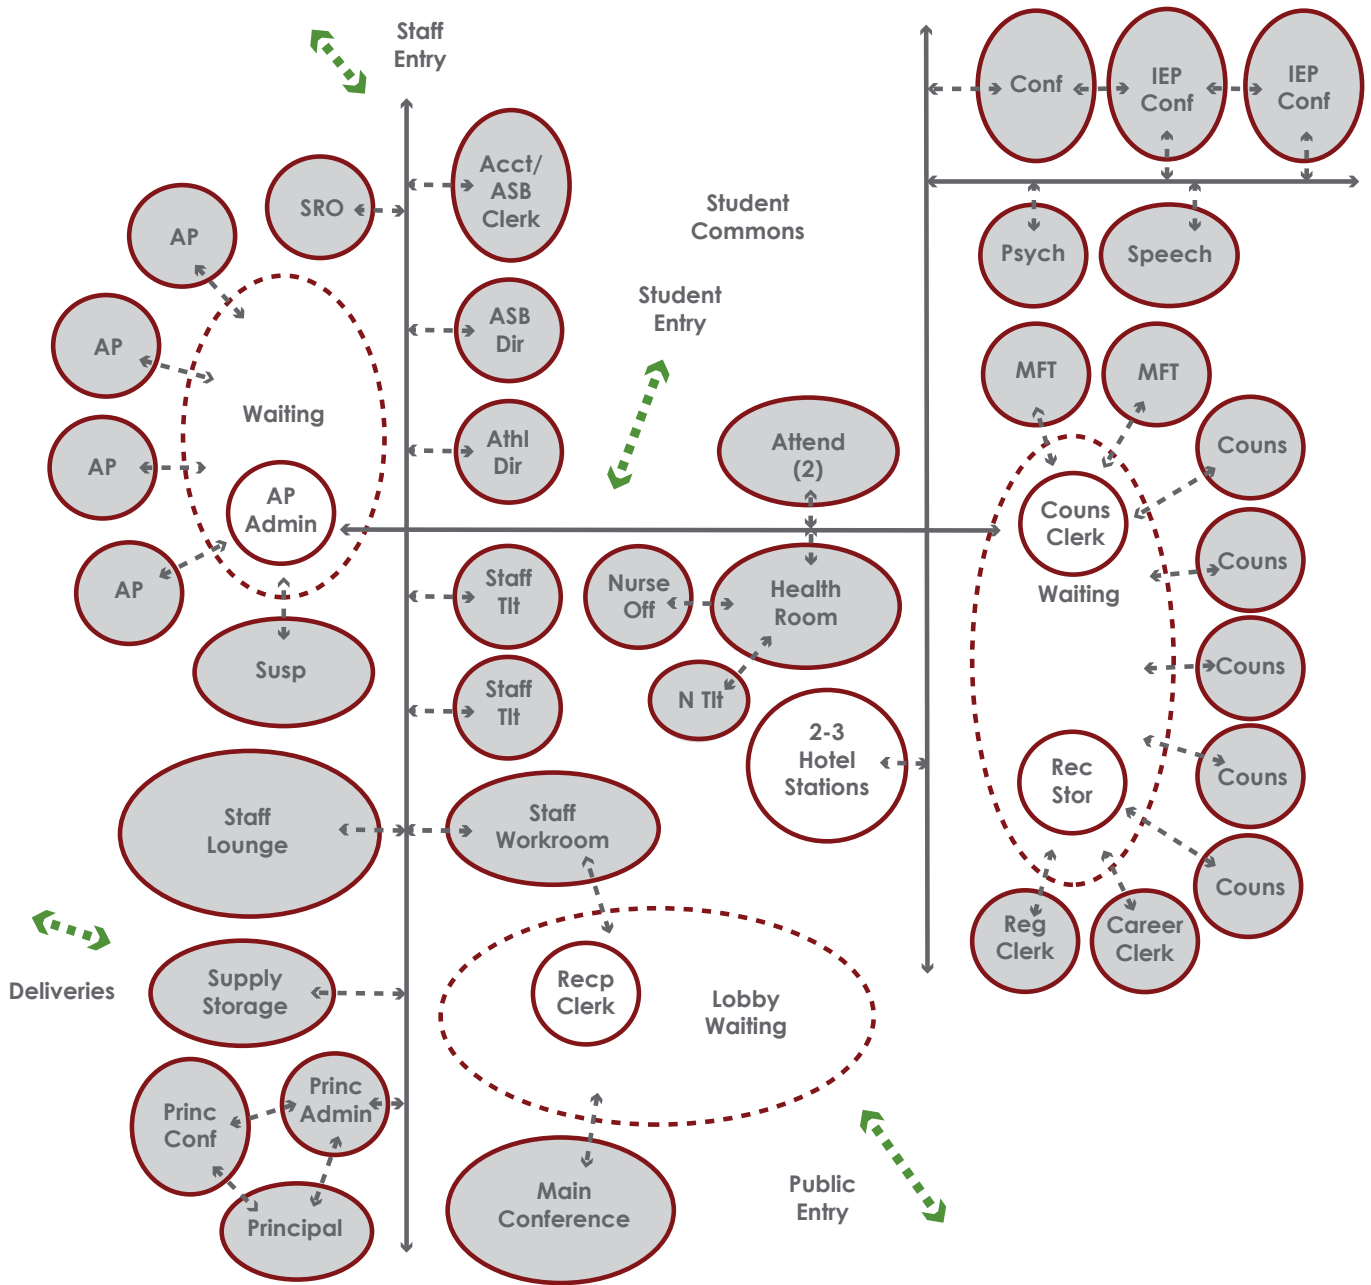 Staff
Entry
Conf
IEP
Conf
IEP
Conf
SRO
Acct/
ASB
Clerk
AP
Student
Commons
Psych
Speech
Student
Entry
ASB
Dir
AP
MFT
MFT
Waiting
Athl
Dir
Attend
(2)
Couns
AP
AP
Admin
Couns
Clerk
Waiting
Couns
AP
Staff
Tlt
Nurse
Off
Health
Room
Susp
Staff
Tlt
N Tlt
Couns
2-3
Hotel
Stations
Rec
Stor
Couns
Staff
Lounge
Staff
Workroom
Couns
Reg
Clerk
Career
Clerk
Deliveries
Supply
Storage
Recp
Clerk
Lobby
Waiting
Princ
Conf
Princ
Admin
Principal
Main
Conference
Public
Entry